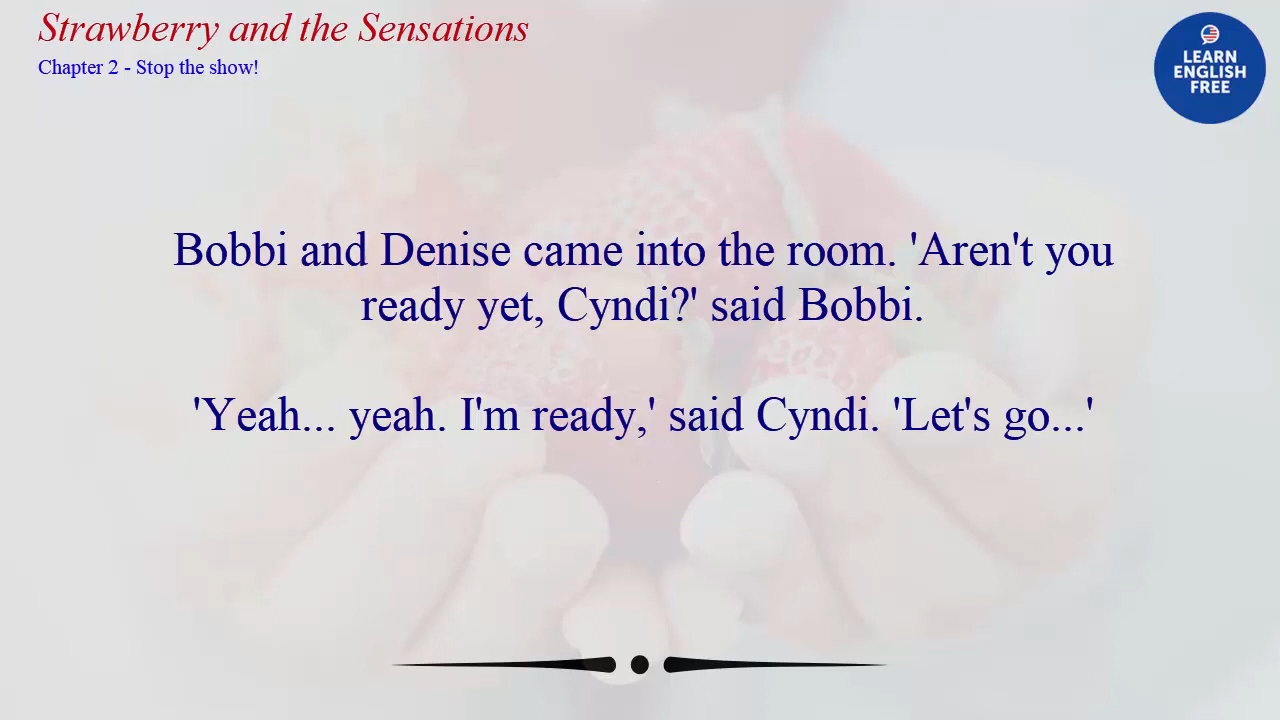 Strawberry and the Sensations
Chapter 2 - Stop the show!
LEARN
ENGLISH
FREE
Bobbi and Denise came into the room. 'Aren't you
ready yet, Cyndi?' said Bobbi.
'Yeah... yeah. I'm ready,' said Cyndi. 'Let's go...'